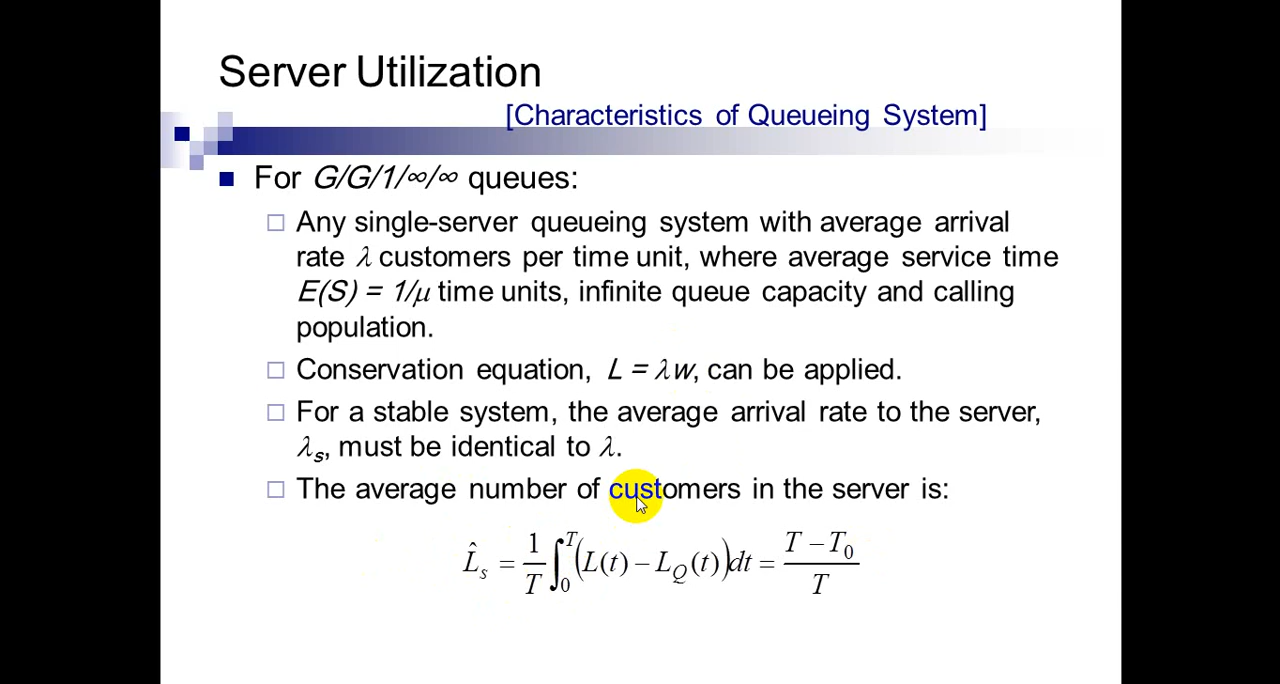 Server Utilization
[Characteristics of Queueing System]
For G/G/1/∞/∞ queues:
Any single-server queueing system with average arrival
rate λ customers per time unit, where average service time
E(S) = 1/μ time units, infinite queue capacity and calling
population.
Conservation equation, L = λw, can be applied.
For a stable system, the average arrival rate to the server,
λs, must be identical to λ.
The average number of customers in the server is:
L̂s = 1/T ∫0^T (L(t) − LQ(t))dt = (T − T0)/T